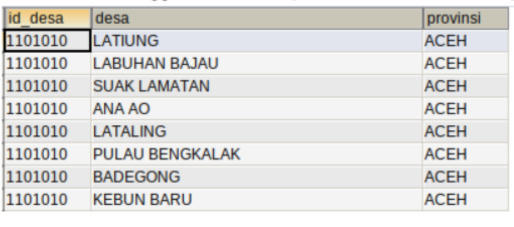 id_desa desa provinsi
1101010 LATIUNG ACEH
1101010 LABUHAN BAJAU ACEH
1101010 SUAK LAMATAN ACEH
1101010 ANA AO ACEH
1101010 LATALING ACEH
1101010 PULAU BENGKALAK ACEH
1101010 BADEGONG ACEH
1101010 KEBUN BARU ACEH